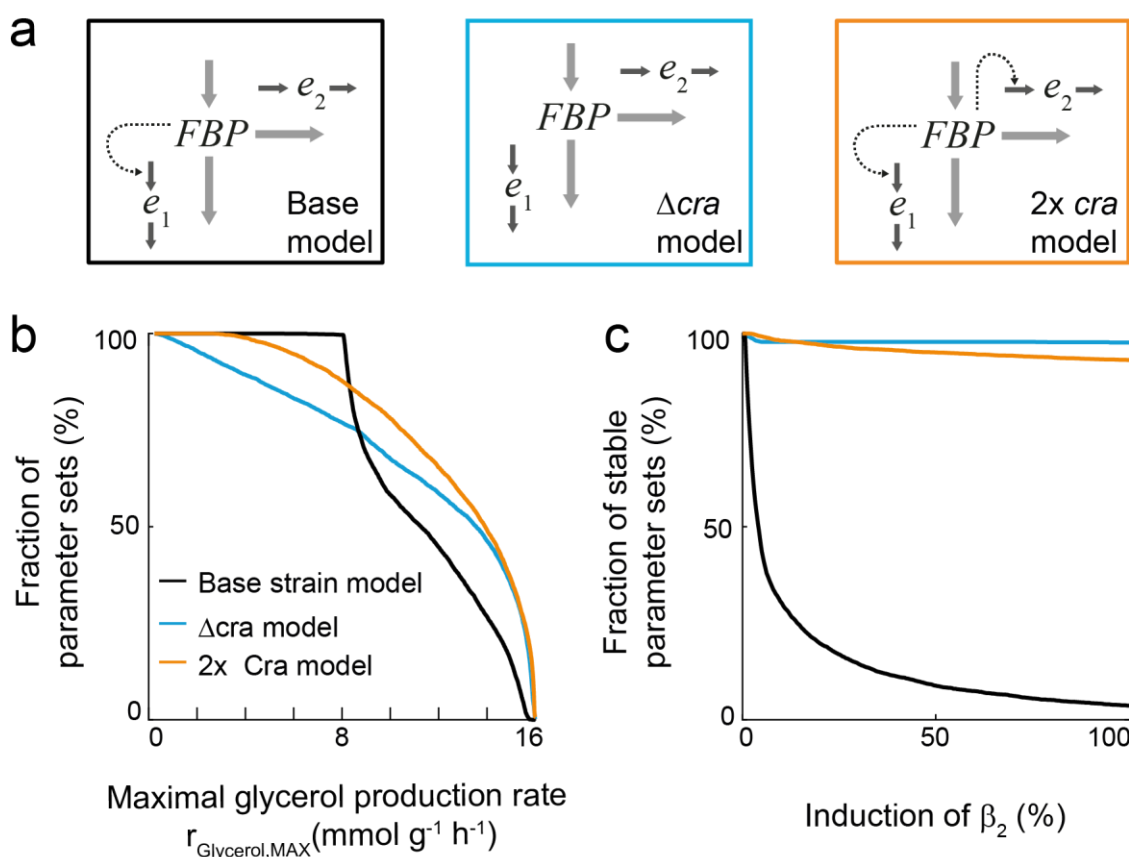 a
FBP
e2
e1
Base
model
FBP
e2
e1
Δcra
model
FBP
e2
e1
2x cra
model
b
Fraction of
parameter sets (%)
100
50
0
Base strain model
Δcra model
2x Cra model
0 8 16
Maximal glycerol production rate
rGlycerol.MAX(mmol g-1 h-1)
c
Fraction of stable
parameter sets (%)
100
50
0
0 50 100
Induction of β2 (%)